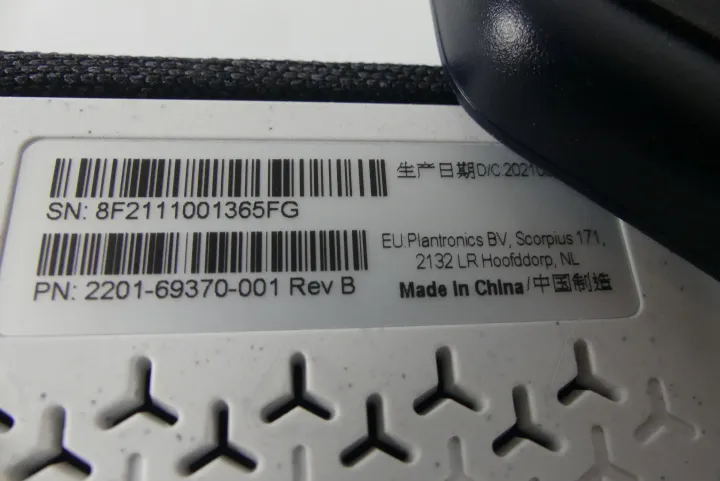 生产日期D/C:2021
SN: 8F2111001365FG
EU:Plantronics BV, Scorpius 171,
2132 LR Hoofddorp, NL
PN: 2201-69370-001 Rev B
Made in China/中国制造